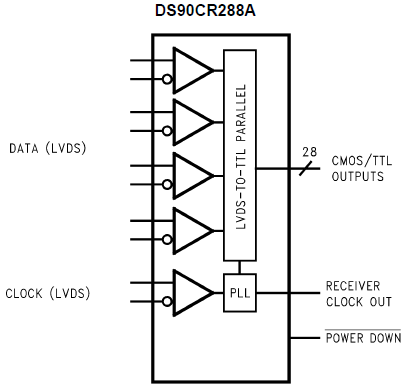 DS90CR288A
DATA (LVDS)
LVDS-TO-TTL PARALLEL
28
CMOS/TTL
OUTPUTS
CLOCK (LVDS)
PLL
RECEIVER
CLOCK OUT
POWER DOWN